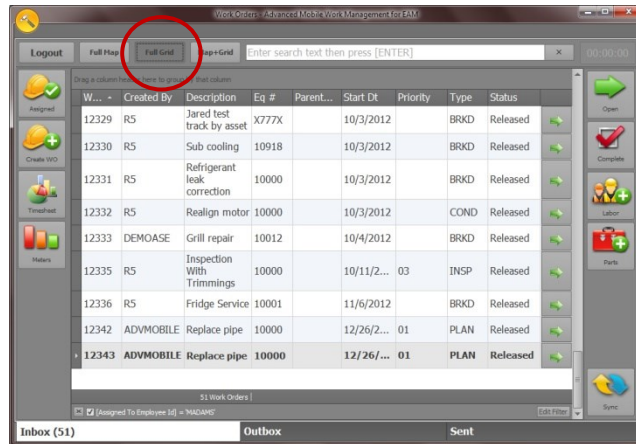 Work Orders - Advanced Mobile Work Management for EAM
Logout Full Map Full Grid Map+Grid Enter search text then press [ENTER] 00:00:00
Drag a column header here to group by that column
W... Created By Description Eq # Parent... Start Dt Priority Type Status
12329 R5 Jared test track by asset X777X 10/3/2012 BRKD Released
12330 R5 Sub cooling 10918 10/3/2012 BRKD Released
12331 R5 Refrigerant leak correction 10000 10/3/2012 BRKD Released
12332 R5 Realign motor 10000 10/3/2012 COND Released
12333 DEMOASE Grill repair 10012 10/4/2012 BRKD Released
12335 R5 Inspection With Trimmings 10000 10/11/2... 03 INSP Released
12336 R5 Fridge Service 10001 11/6/2012 BRKD Released
12342 ADVMOBILE Replace pipe 10000 12/26/2... 01 PLAN Released
12343 ADVMOBILE Replace pipe 10000 12/26/... 01 PLAN Released
Assigned
Create WO
Timesheet
Meters
Open
Complete
Labor
Parts
Sync
51 Work Orders
[Assigned To Employee Id] = 'MADAMS' Edit Filter
Inbox (51) Outbox Sent